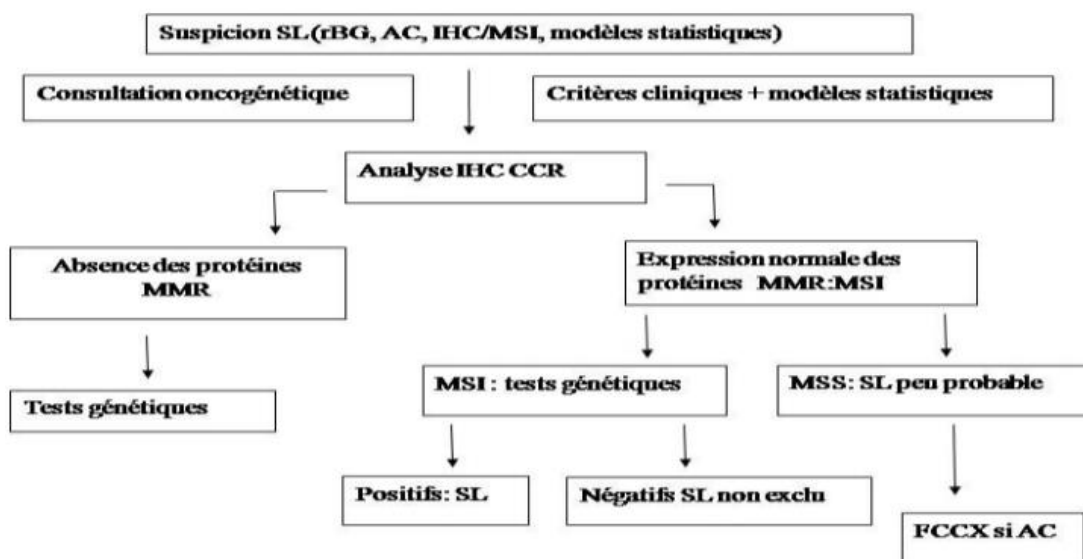 Suspicion SL (rBG, AC, IHC/MSI, modèles statistiques)
Consultation oncogénétique
Critères cliniques + modèles statistiques
Analyse IHC CCR
Absence des protéines
MMR
Expression normale des
protéines MMR:MSI
Tests génétiques
MSI : tests génétiques
MSS: SL peu probable
Positifs: SL
Négatifs SL non exclu
FCCX si AC